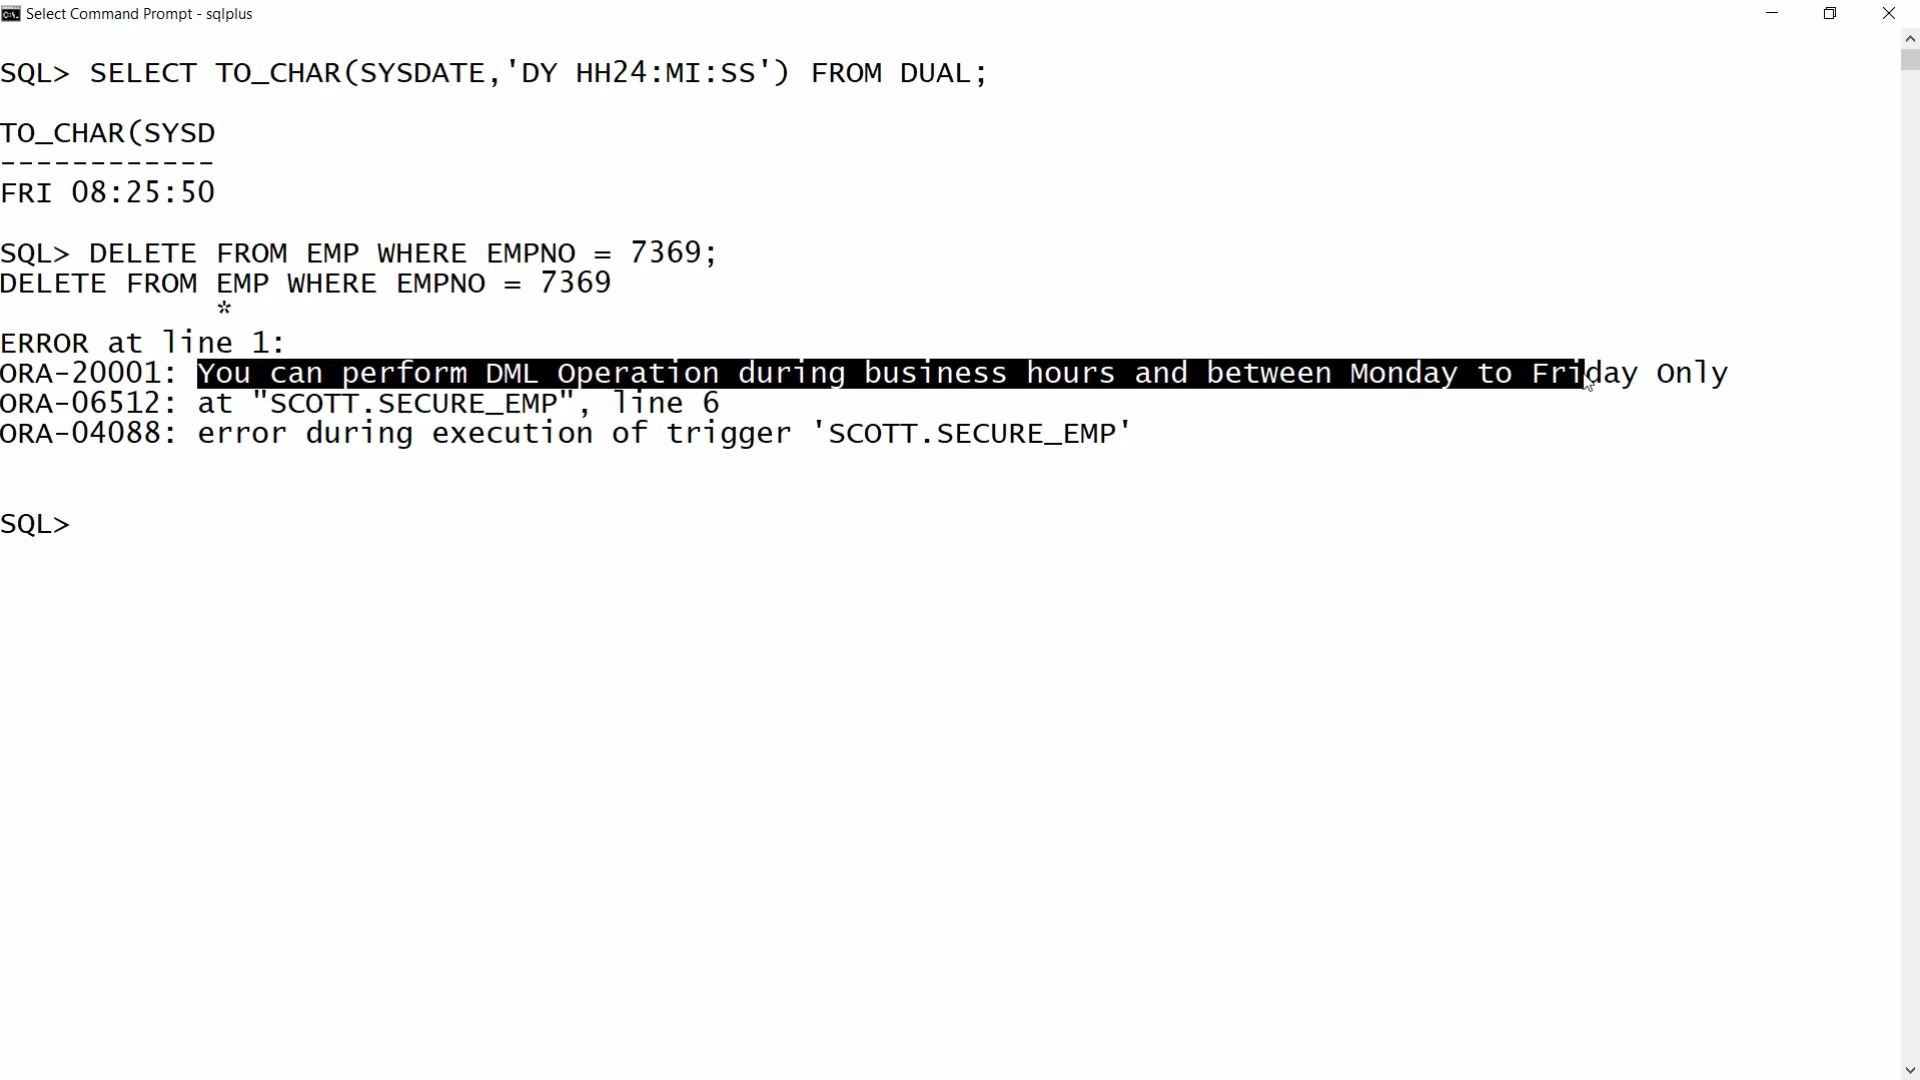 Select Command Prompt - sqlplus
SQL> SELECT TO_CHAR(SYSDATE,'DY HH24:MI:SS') FROM DUAL;
TO_CHAR(SYSD
------------
FRI 08:25:50
SQL> DELETE FROM EMP WHERE EMPNO = 7369;
DELETE FROM EMP WHERE EMPNO = 7369
*
ERROR at line 1:
ORA-20001: You can perform DML Operation during business hours and between Monday to Friday Only
ORA-06512: at "SCOTT.SECURE_EMP", line 6
ORA-04088: error during execution of trigger 'SCOTT.SECURE_EMP'
SQL>